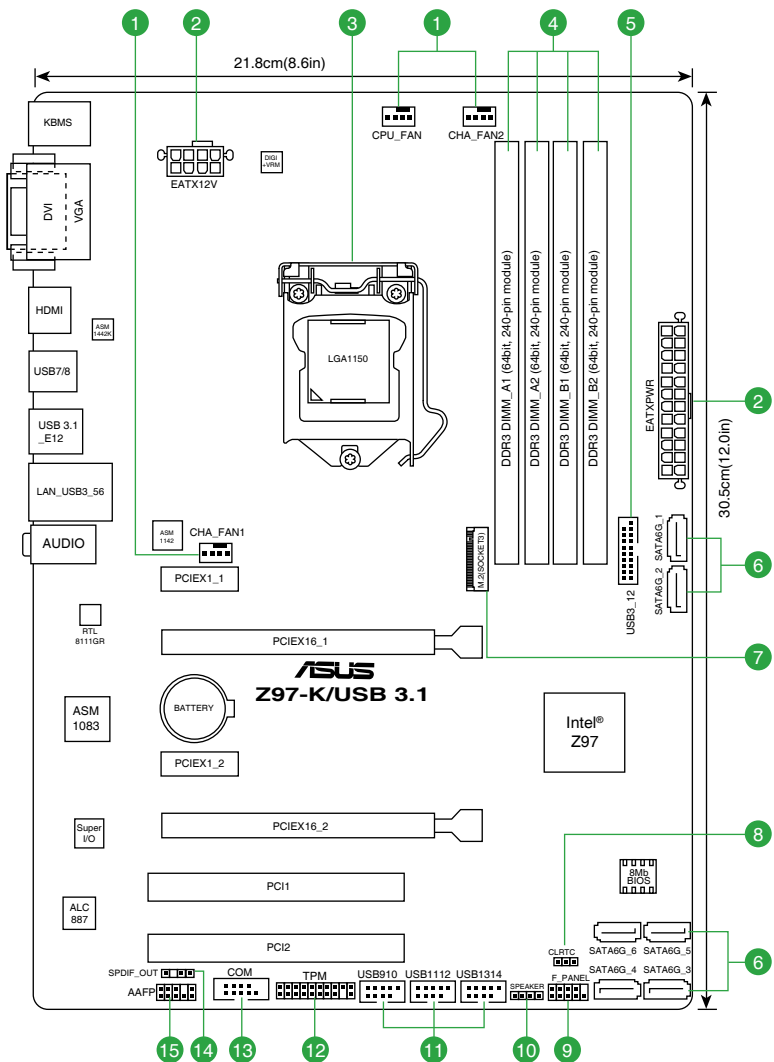 1
2
3
1
4
5
21.8cm(8.6in)
KBMS
CPU_FAN
CHA_FAN2
DIGI
+VRM
EATX12V
DVI
VGA
HDMI
ASM
1442K
USB7/8
USB 3.1
_E12
LAN_USB3_56
AUDIO
LGA1150
DDR3 DIMM_A1 (64bit, 240-pin module)
DDR3 DIMM_A2 (64bit, 240-pin module)
DDR3 DIMM_B1 (64bit, 240-pin module)
DDR3 DIMM_B2 (64bit, 240-pin module)
EATXPWR
2
30.5cm(12.0in)
1
ASM
1142
CHA_FAN1
PCIEX1_1
M.2(SOCKET3)
USB3_12
SATA6G_1
SATA6G_2
6
7
RTL
8111GR
PCIEX16_1
ASUS
Z97-K/USB 3.1
ASM
1083
BATTERY
Intel®
Z97
PCIEX1_2
Super
I/O
PCIEX16_2
8
8Mb
BIOS
ALC
887
PCI1
PCI2
CLRTC
SATA6G_6
SATA6G_5
SATA6G_4
SATA6G_3
6
SPDIF_OUT
AAFP
COM
TPM
USB910
USB1112
USB1314
SPEAKER
F_PANEL
15
14
13
12
11
10
9